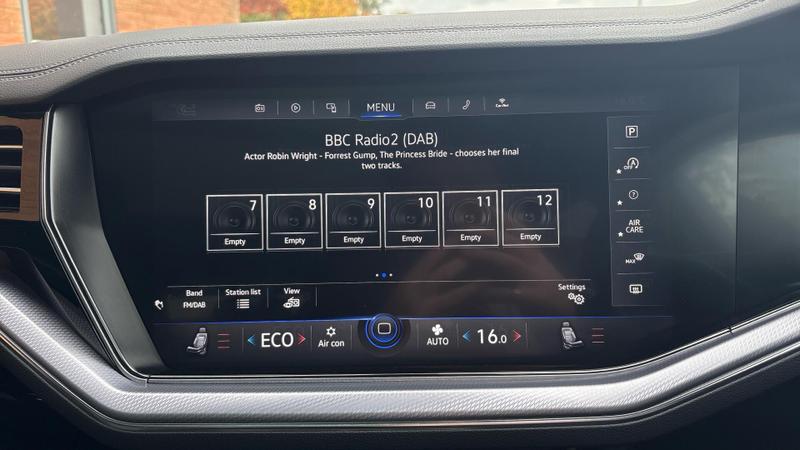 MENU
BBC Radio2 (DAB)
Actor Robin Wright - Forrest Gump, The Princess Bride - chooses her final
two tracks.
7 8 9 10 11 12
Empty Empty Empty Empty Empty Empty
P
OFF A
?
AIR
CARE
MAX
Band Station list View Settings
FM/DAB
ECO Air con AUTO 16.0